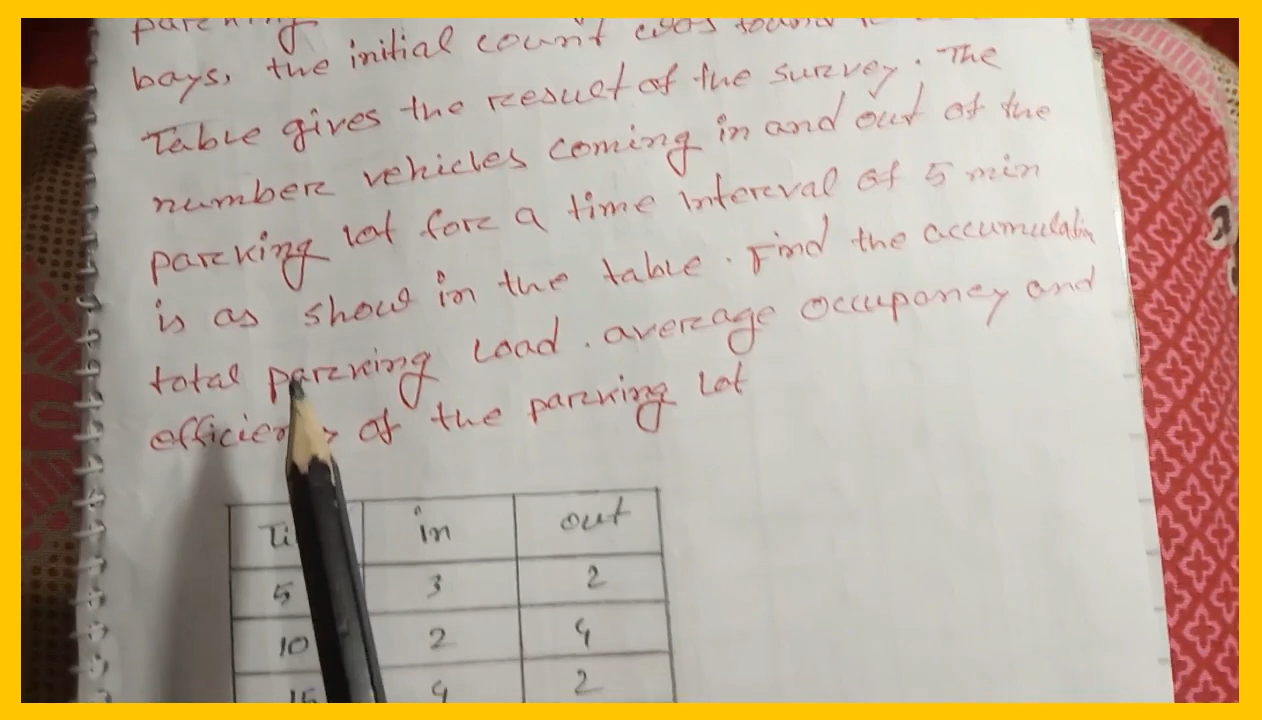 bays, the initial count was found
Table gives the result of the survey. The
number vehicles coming in and out of the
parking lot for a time interval of 5 min
is as show in the table. Find the accumulation
total parking load. average occupancy and
of the parking lot
in out
5 3 2
10 2 4
15 4 2